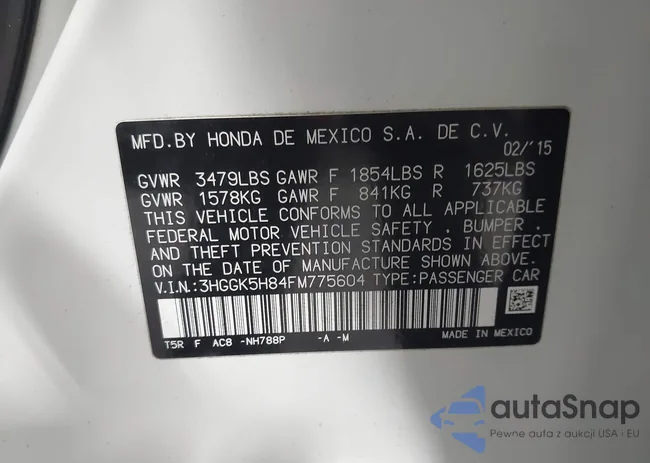 MFD.BY HONDA DE MEXICO S.A. DE C.V.
02/'15
GVWR 3479LBS GAWR F 1854LBS R 1625LBS
GVWR 1578KG GAWR F 841KG R 737KG
THIS VEHICLE CONFORMS TO ALL APPLICABLE
FEDERAL MOTOR VEHICLE SAFETY , BUMPER ,
AND THEFT PREVENTION STANDARDS IN EFFECT
ON THE DATE OF MANUFACTURE SHOWN ABOVE.
V.I.N.:3HGGK5H84FM775604 TYPE:PASSENGER CAR
T5R F AC8 -NH788P -A -M MADE IN MEXICO
autaSnap
Pewne auta z aukcji USA i EU